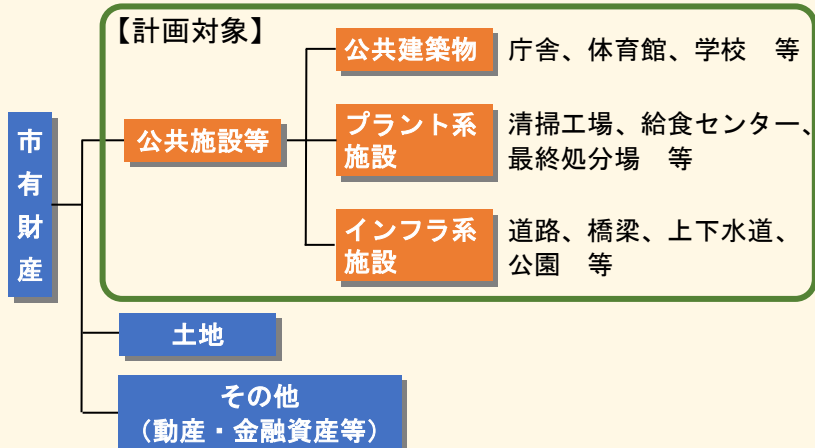 【計画対象】
公共建築物
庁舎、体育館、学校　等
市有財産
公共施設等
プラント系
施設
清掃工場、給食センター、
最終処分場　等
インフラ系
施設
道路、橋梁、上下水道、
公園　等
土地
その他
（動産・金融資産等）